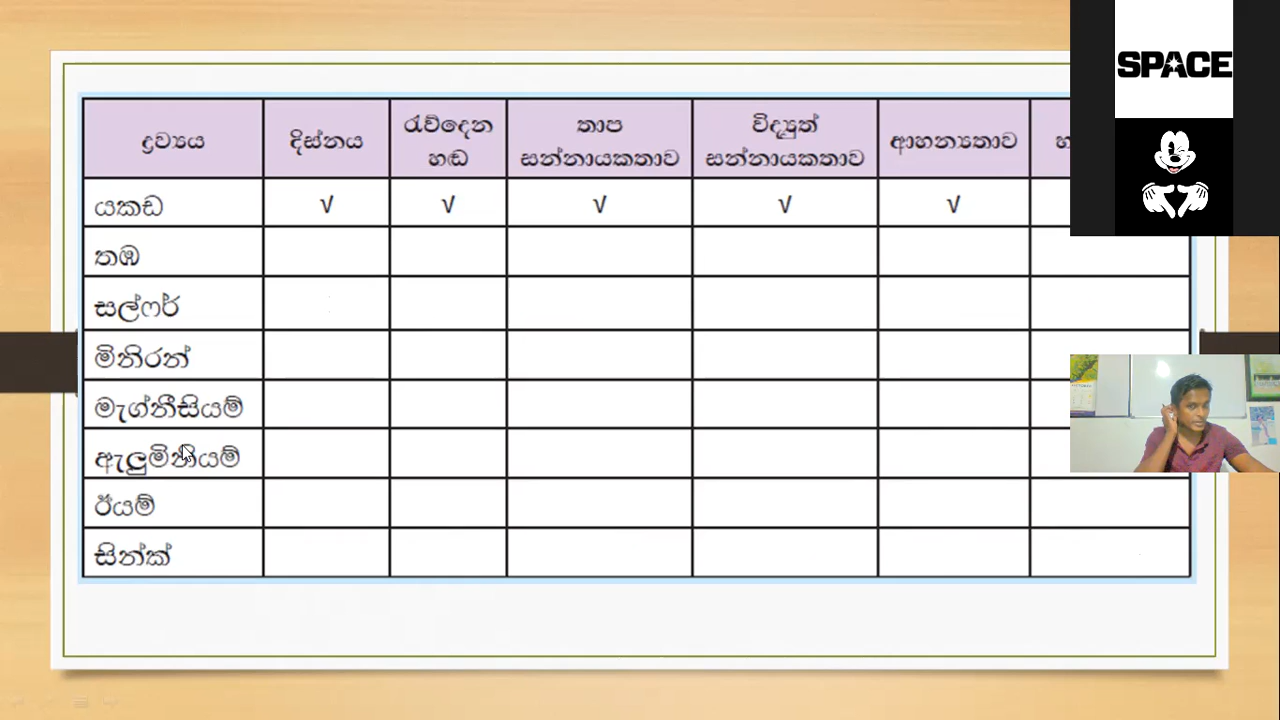 SPACE
ද්‍රව්‍යය දිස්නය රැව්දෙන හඬ තාප සන්නායකතාව විද්‍යුත් සන්නායකතාව ආහන්‍යතාව
යකඩ √ √ √ √ √
තඹ
සල්ෆර්
මිනිරන්
මැග්නීසියම්
ඇලුමිනියම්
ඊයම්
සින්ක්